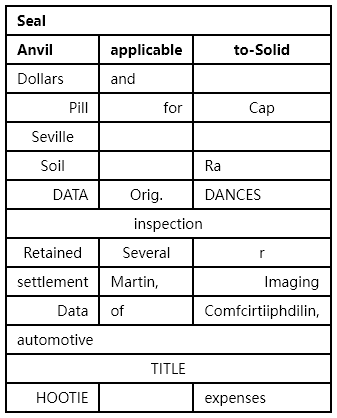 Seal
Anvil applicable to-Solid
Dollars and
Pill for Cap
Seville
Soil Ra
DATA Orig. DANCES
inspection
Retained Several r
settlement Martin, Imaging
Data of Comfcirtiiphdilin,
automotive
TITLE
HOOTIE expenses